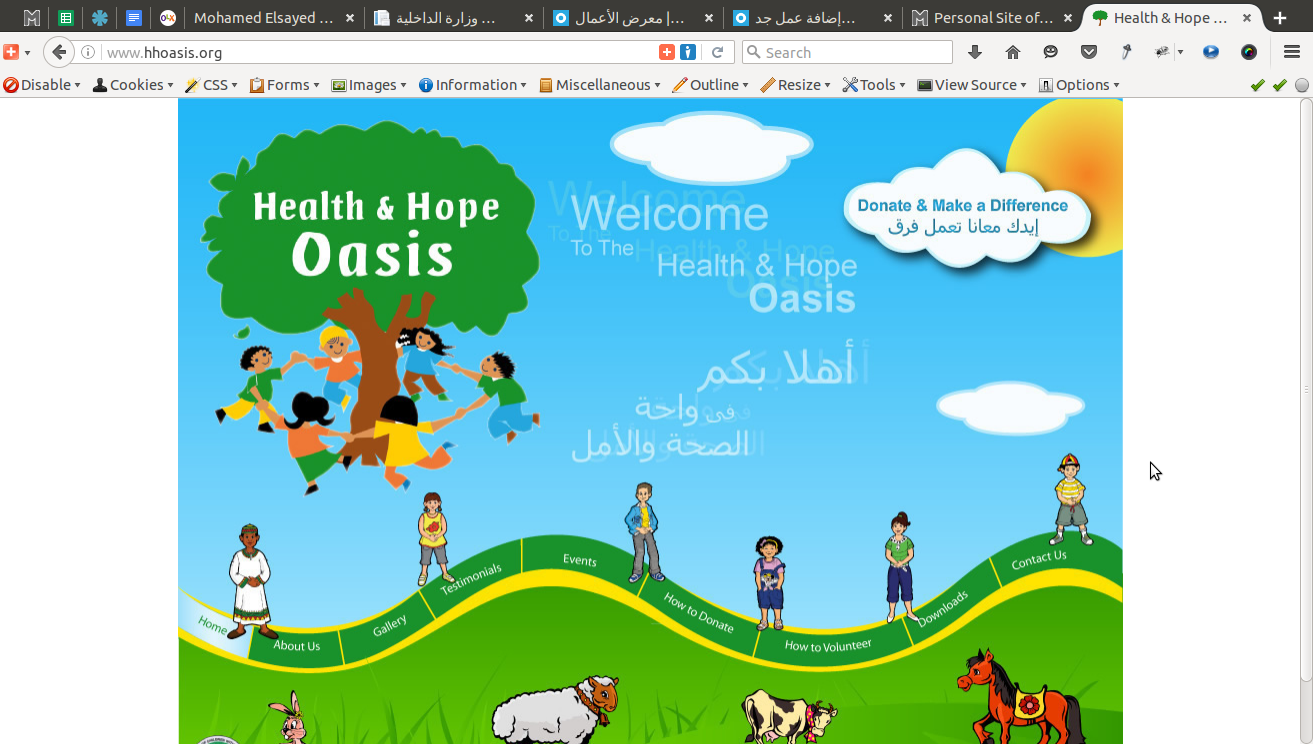 Mohamed Elsayed ...
وزارة الداخلية ...
معرض الأعمال |...
إضافة عمل جد...
Personal Site of...
Health & Hope ...
www.hhoasis.org
Search
Disable
Cookies
CSS
Forms
Images
Information
Miscellaneous
Outline
Resize
Tools
View Source
Options
Health & Hope
Oasis
Welcome
To The
Health & Hope
Oasis
أهلا بكم
فى واحة
الصحة والأمل
Donate & Make a Difference
إيدك معانا تعمل فرق
Home
About Us
Gallery
Testimonials
Events
How to Donate
How to Volunteer
Downloads
Contact Us